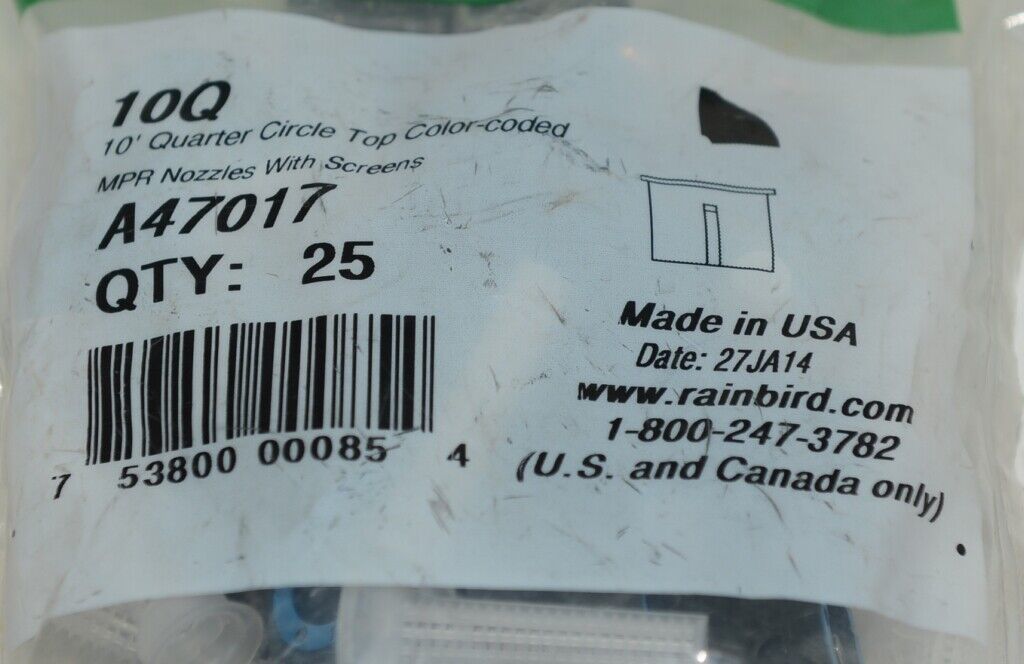 10Q
10' Quarter Circle Top Color-coded
MPR Nozzles With Screens
A47017
QTY: 25
7 53800 00085 4
Made in USA
Date: 27JA14
www.rainbird.com
1-800-247-3782
(U.S. and Canada only)